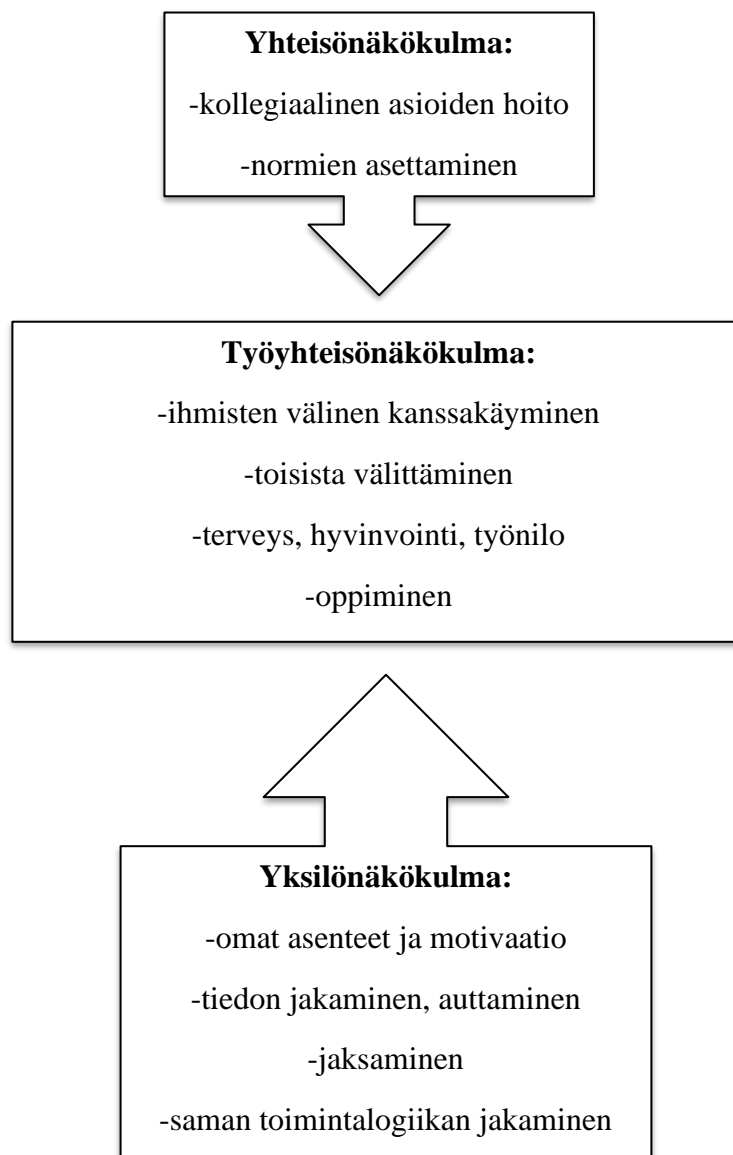 Yhteisönäkökulma:
-kollegiaalinen asioiden hoito
-normien asettaminen
Työyhteisönäkökulma:
-ihmisten välinen kanssakäyminen
-toisista välittäminen
-terveys, hyvinvointi, työnilo
-oppiminen
Yksilönäkökulma:
-omat asenteet ja motivaatio
-tiedon jakaminen, auttaminen
-jaksaminen
-saman toimintalogiikan jakaminen